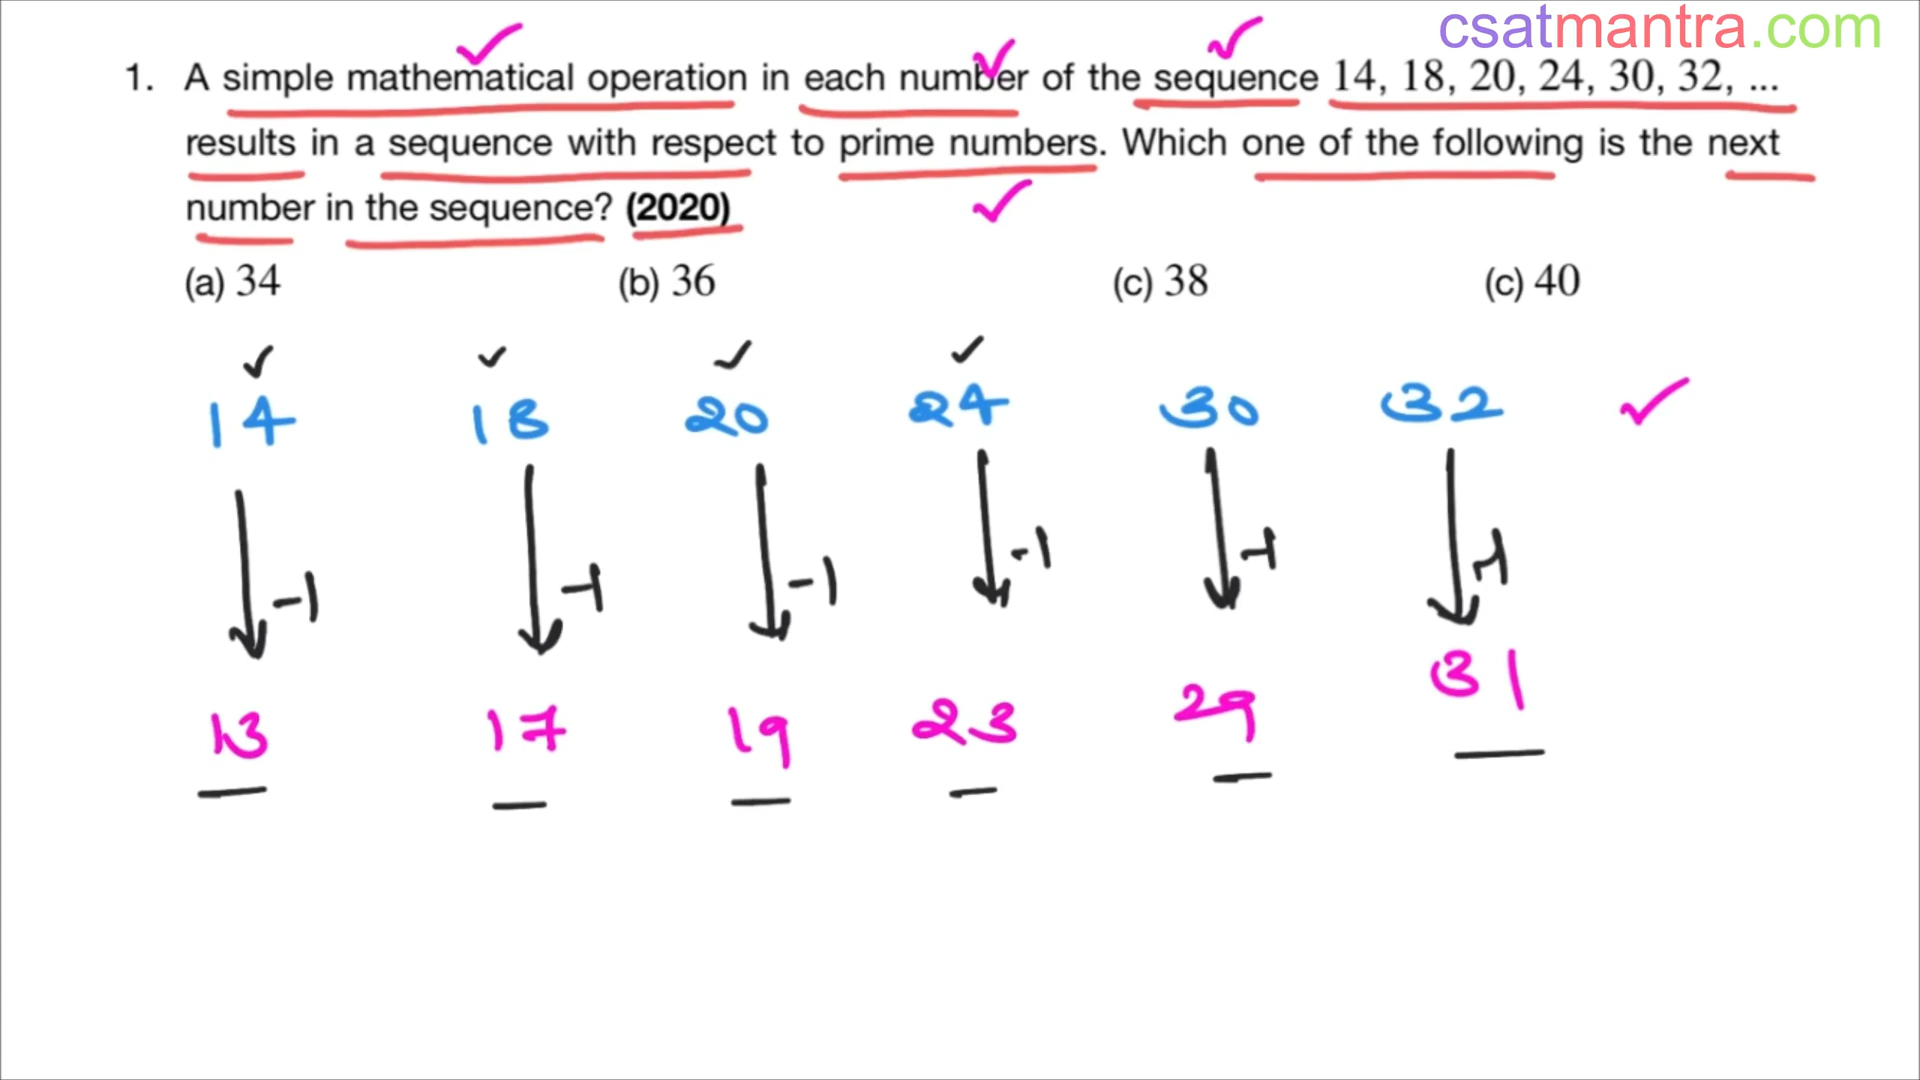 csatmantra.com
1. A simple mathematical operation in each number of the sequence 14, 18, 20, 24, 30, 32, ...
results in a sequence with respect to prime numbers. Which one of the following is the next
number in the sequence? (2020)
(a) 34 (b) 36 (c) 38 (c) 40
14 18 20 24 30 32
-1 -1 -1 -1 -1 -1
13 17 19 23 29 31